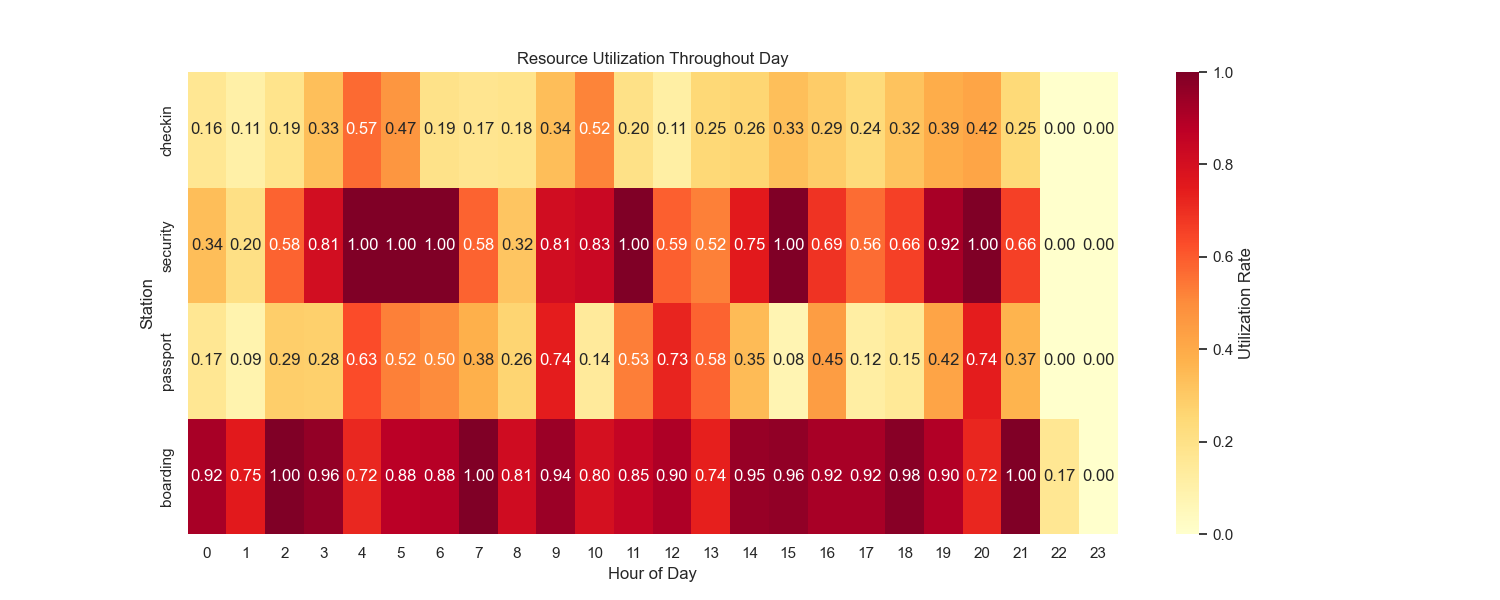 Resource Utilization Throughout Day
checkin 0.16 0.11 0.19 0.33 0.57 0.47 0.19 0.17 0.18 0.34 0.52 0.20 0.11 0.25 0.26 0.33 0.29 0.24 0.32 0.39 0.42 0.25 0.00 0.00
security 0.34 0.20 0.58 0.81 1.00 1.00 1.00 0.58 0.32 0.81 0.83 1.00 0.59 0.52 0.75 1.00 0.69 0.56 0.66 0.92 1.00 0.66 0.00 0.00
Station
passport 0.17 0.09 0.29 0.28 0.63 0.52 0.50 0.38 0.26 0.74 0.14 0.53 0.73 0.58 0.35 0.08 0.45 0.12 0.15 0.42 0.74 0.37 0.00 0.00
boarding 0.92 0.75 1.00 0.96 0.72 0.88 0.88 1.00 0.81 0.94 0.80 0.85 0.90 0.74 0.95 0.96 0.92 0.92 0.98 0.90 0.72 1.00 0.17 0.00
0 1 2 3 4 5 6 7 8 9 10 11 12 13 14 15 16 17 18 19 20 21 22 23
Hour of Day
1.0
0.8
0.6
0.4
0.2
0.0
Utilization Rate